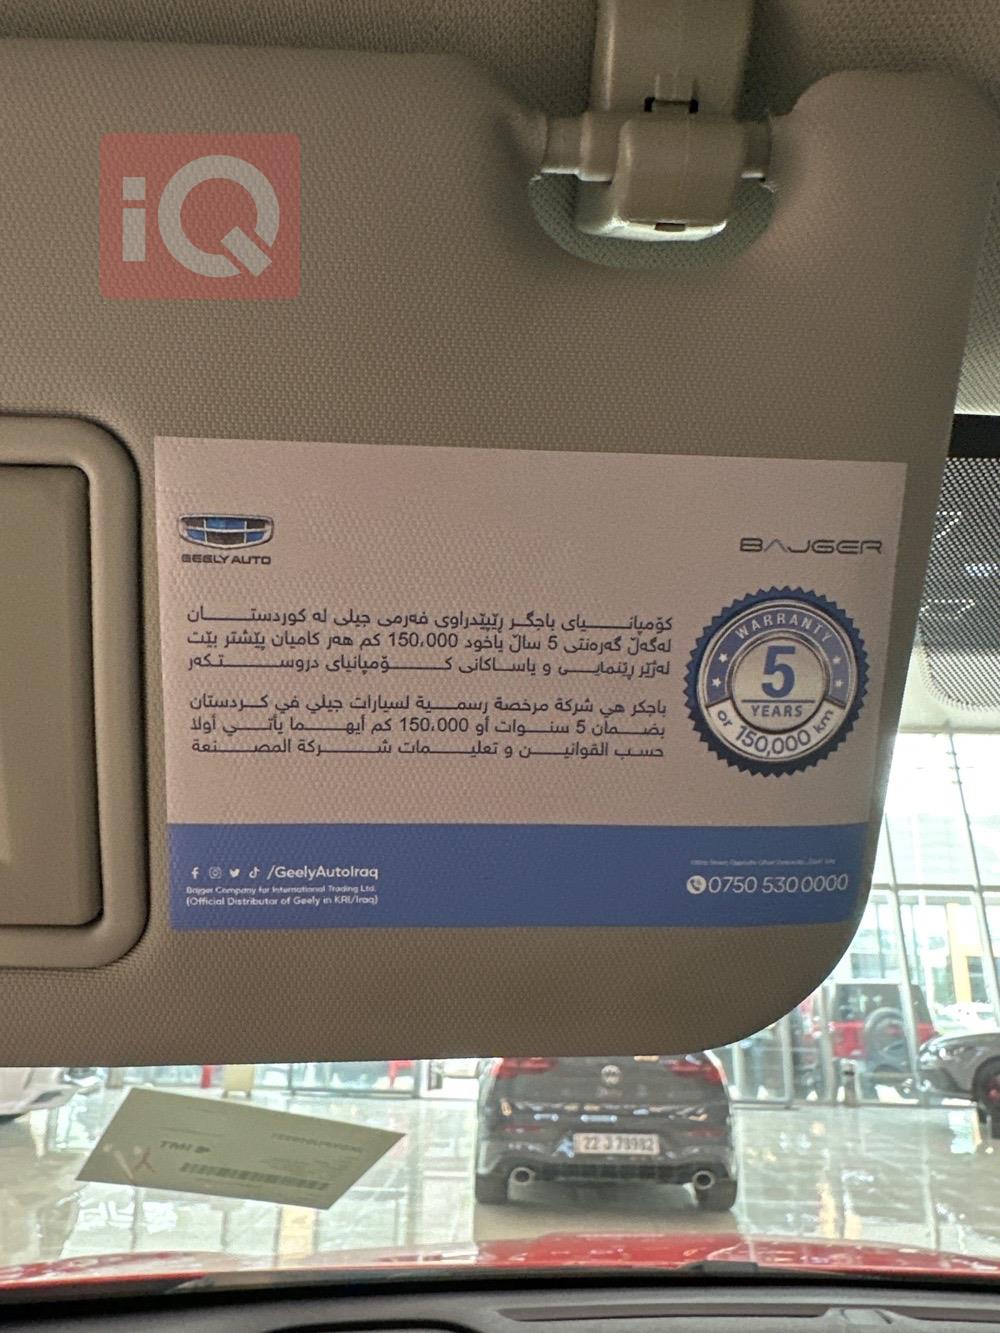 iQ
GEELY AUTO
BAJGER
کۆمپانیای باجگر ڕێپێدراوی فەرمی جیلی لە کوردستان
لەگەڵ گەرەنتی 5 ساڵ یاخود 150،000 کم هەر کامیان پێشتر بێت
لەژێر ڕێنمایی و یاساکانی کۆمپانیای دروستکەر
باجكر هي شركة مرخصة رسمية لسيارات جيلي في كردستان
بضمان 5 سنوات أو 150،000 كم أيهما يأتي أولا
حسب القوانين و تعليمات شركة المصنعة
WARRANTY
5
YEARS
or 150,000 km
/GeelyAutoIraq
Bajger Company for International Trading Ltd.
(Official Distributor of Geely in KRI/Iraq)
0750 530 0000
22 J 78982